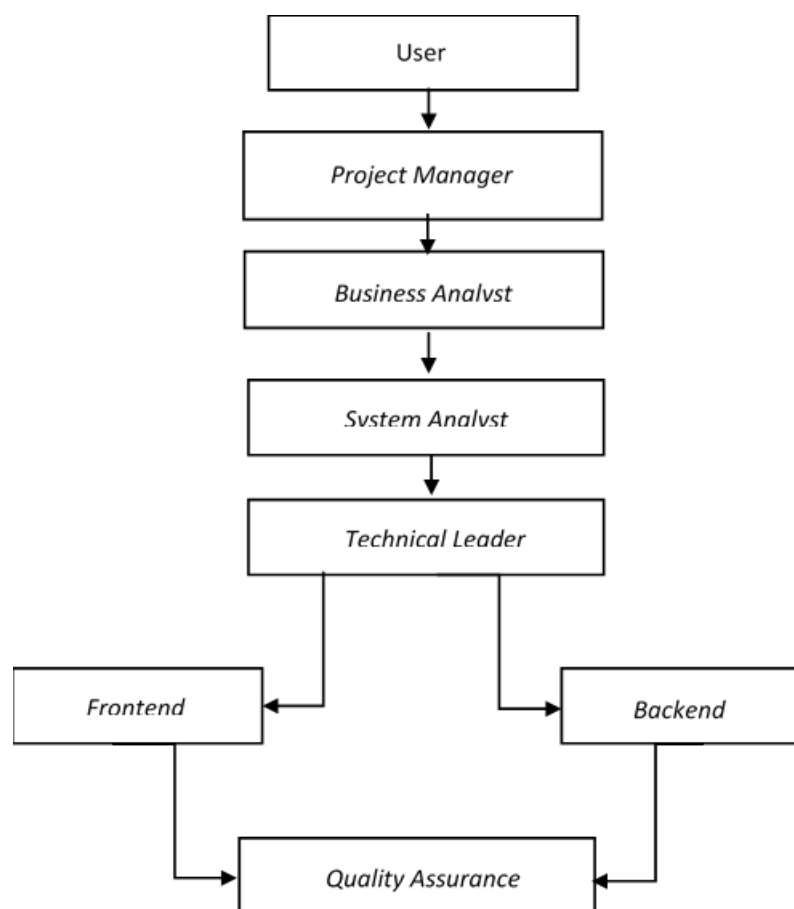 User
Project Manager
Business Analyst
System Analyst
Technical Leader
Frontend
Backend
Quality Assurance